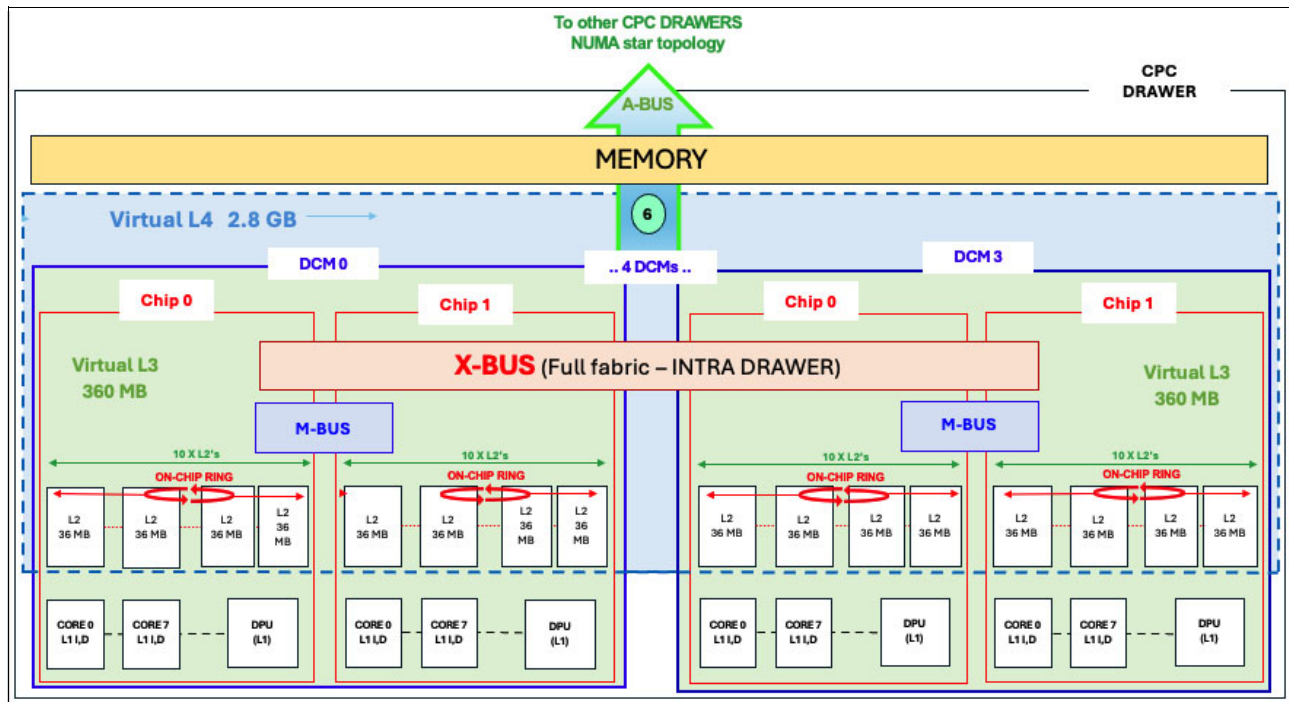 To other CPC DRAWERS
NUMA star topology
CPC
DRAWER
A-BUS
MEMORY
Virtual L4 2.8 GB
6
DCM 0
.. 4 DCMs ..
DCM 3
Chip 0
Chip 1
Chip 0
Chip 1
Virtual L3
360 MB
X-BUS (Full fabric – INTRA DRAWER)
Virtual L3
360 MB
M-BUS
M-BUS
10 X L2's
10 X L2's
10 X L2's
10 X L2's
ON-CHIP RING
ON-CHIP RING
ON-CHIP RING
ON-CHIP RING
L2
36 MB
L2
36 MB
L2
36 MB
L2
36
MB
L2
36 MB
L2
36 MB
L2
36
MB
L2
36
MB
L2
36 MB
L2
36 MB
L2
36 MB
L2
36 MB
L2
36 MB
L2
36 MB
L2
36 MB
L2
36 MB
CORE 0
L1 I,D
CORE 7
L1 I,D
DPU
(L1)
CORE 0
L1 I,D
CORE 7
L1 I,D
DPU
(L1)
CORE 0
L1 I,D
CORE 7
L1 I,D
DPU
(L1)
CORE 0
L1 I,D
CORE 7
L1 I,D
DPU
(L1)